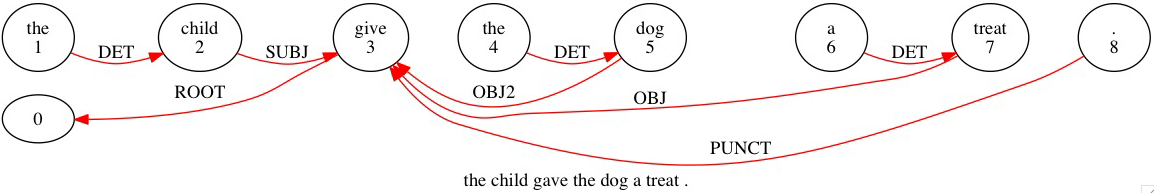 the child give the dog a treat .
1 DET 2 SUBJ 3 4 DET 5 6 DET 7 8
ROOT OBJ2 OBJ
0
PUNCT
the child gave the dog a treat .